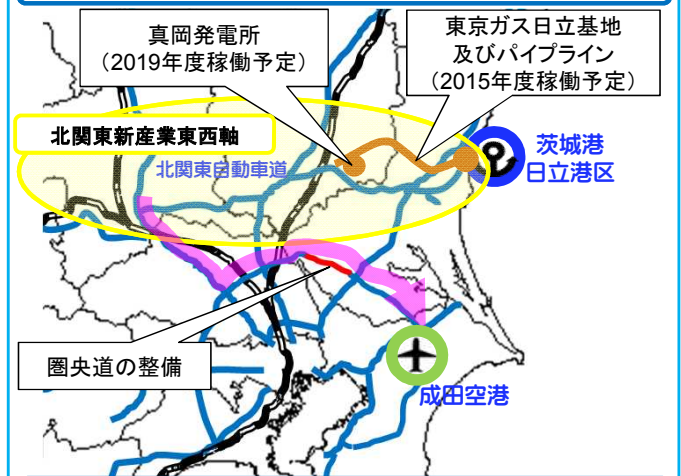 真岡発電所
（2019年度稼働予定）
東京ガス日立基地
及びパイプライン
（2015年度稼働予定）
北関東新産業東西軸
北関東自動車道
茨城港
日立港区
圏央道の整備
成田空港